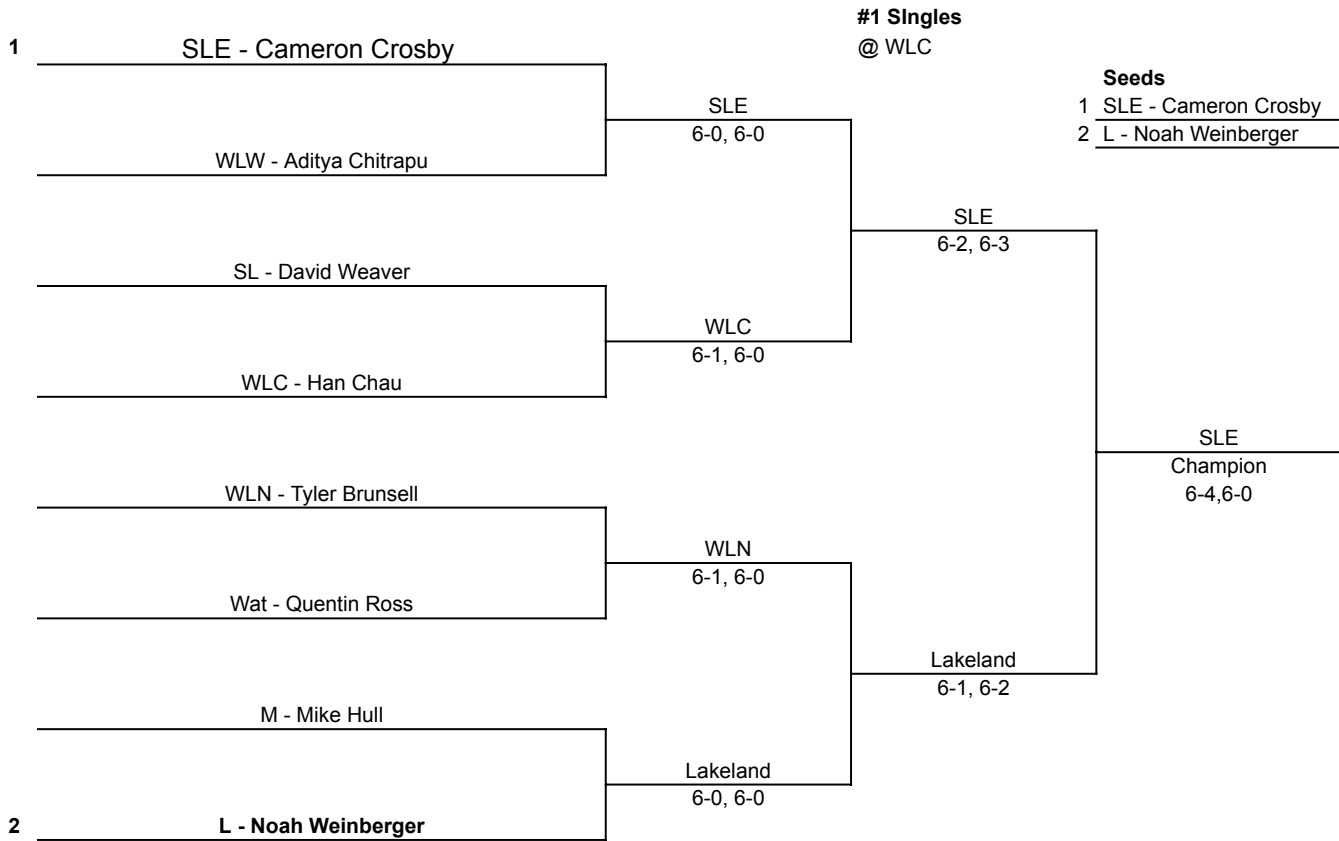 #1 SIngles
@ WLC
1 SLE - Cameron Crosby
Seeds
1 SLE - Cameron Crosby
2 L - Noah Weinberger
SLE
6-0, 6-0
WLW - Aditya Chitrapu
SLE
6-2, 6-3
SL - David Weaver
WLC
6-1, 6-0
WLC - Han Chau
SLE
Champion
6-4,6-0
WLN - Tyler Brunsell
WLN
6-1, 6-0
Wat - Quentin Ross
Lakeland
6-1, 6-2
M - Mike Hull
Lakeland
6-0, 6-0
2 L - Noah Weinberger